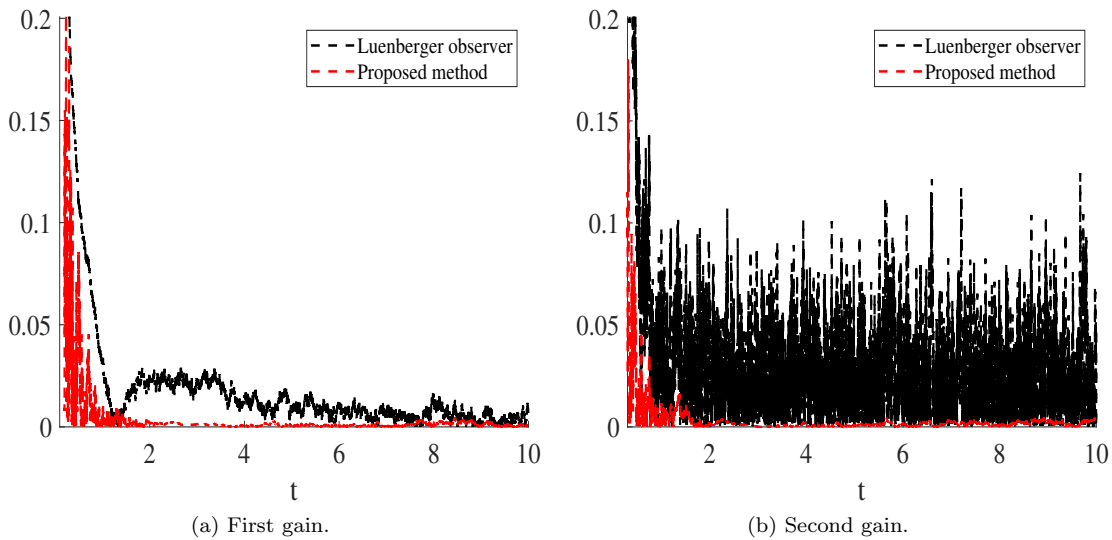 0.2
0.15
0.1
0.05
0
2
4
6
8
10
t
Luenberger observer
Proposed method
(a) First gain.
0.2
0.15
0.1
0.05
0
2
4
6
8
10
t
Luenberger observer
Proposed method
(b) Second gain.